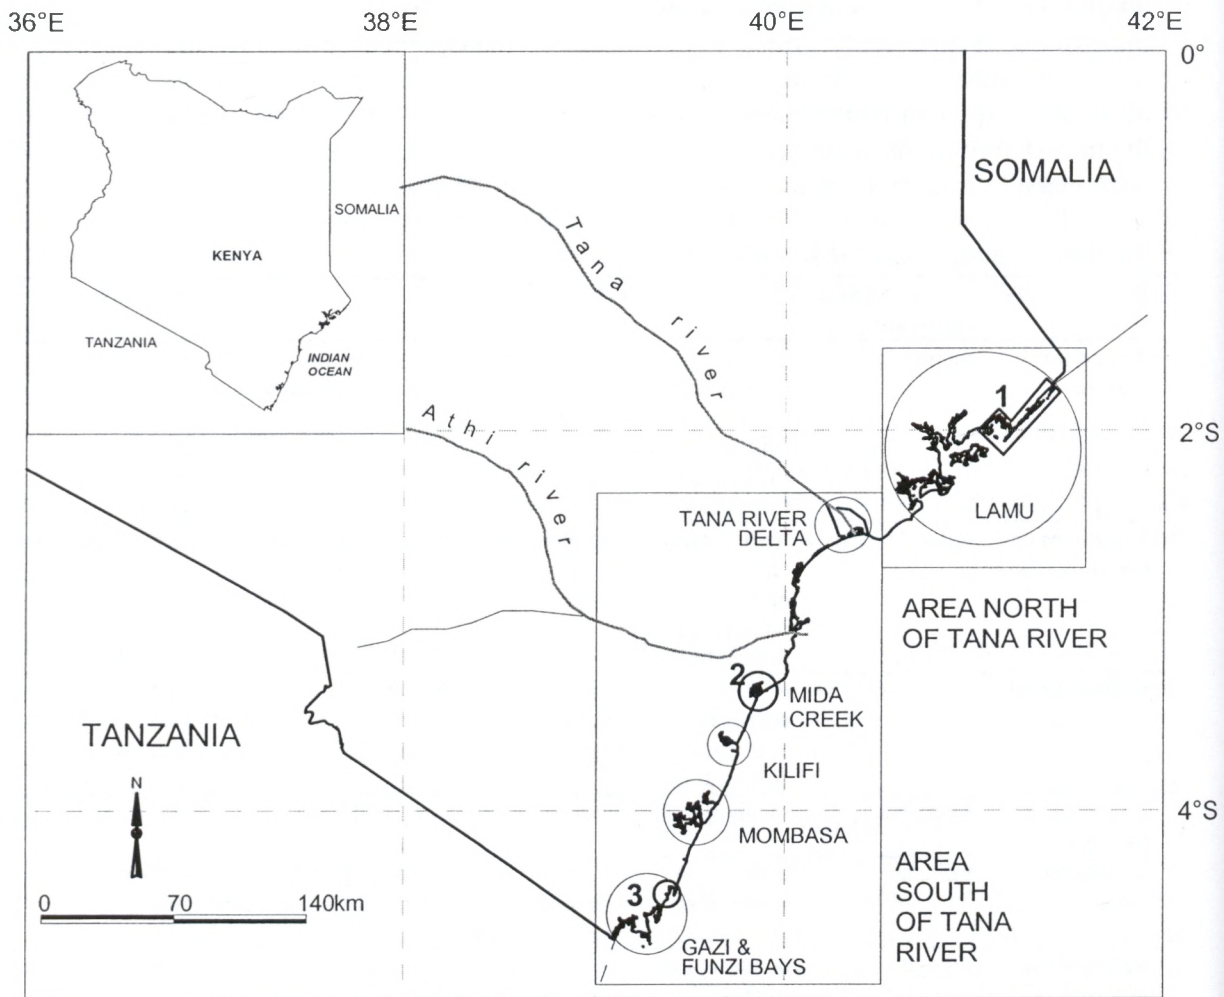 36°E
38°E
40°E
42°E
0°
SOMALIA
SOMALIA
KENYA
TANZANIA
INDIAN
OCEAN
Tana river
Athi river
1
2°S
LAMU
TANA RIVER
DELTA
AREA NORTH
OF TANA RIVER
2
MIDA
CREEK
TANZANIA
KILIFI
N
4°S
MOMBASA
AREA
SOUTH
OF TANA
RIVER
0
70
140km
3
GAZI &
FUNZI BAYS